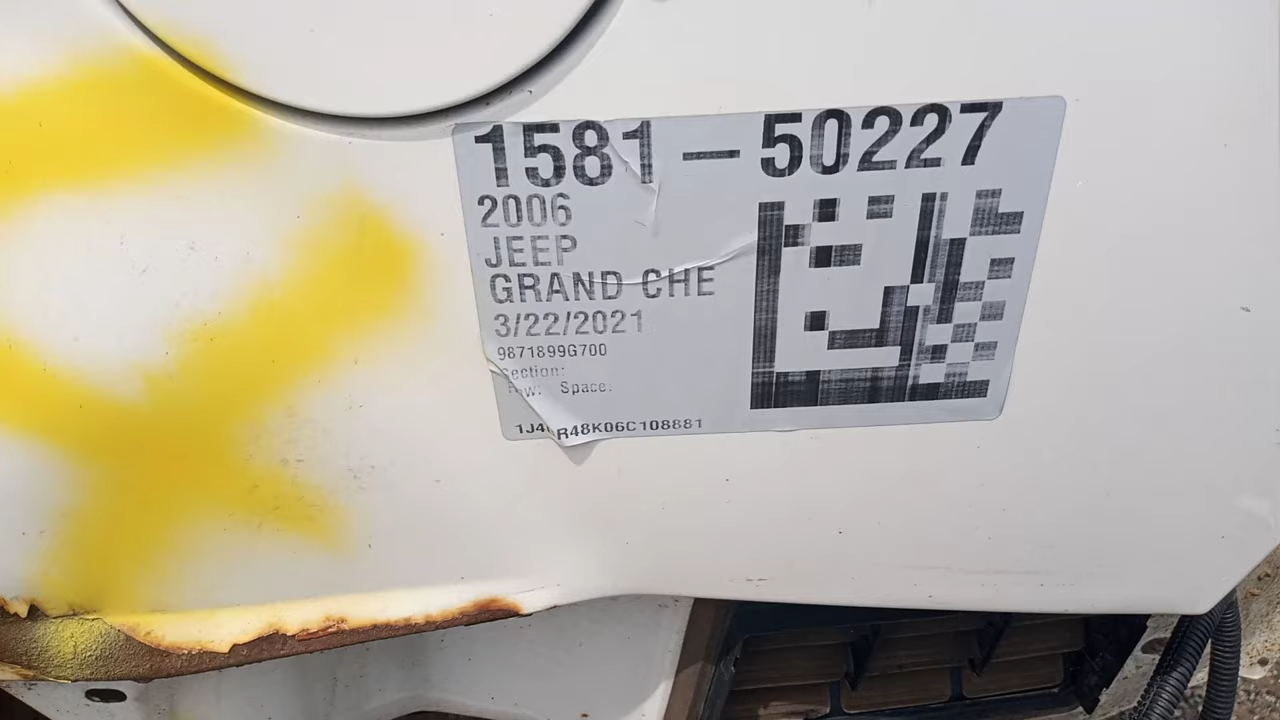 1581 – 50227
2006
JEEP
GRAND CHE
3/22/2021
9871899G700
Section:
Space:
R48K06C108881